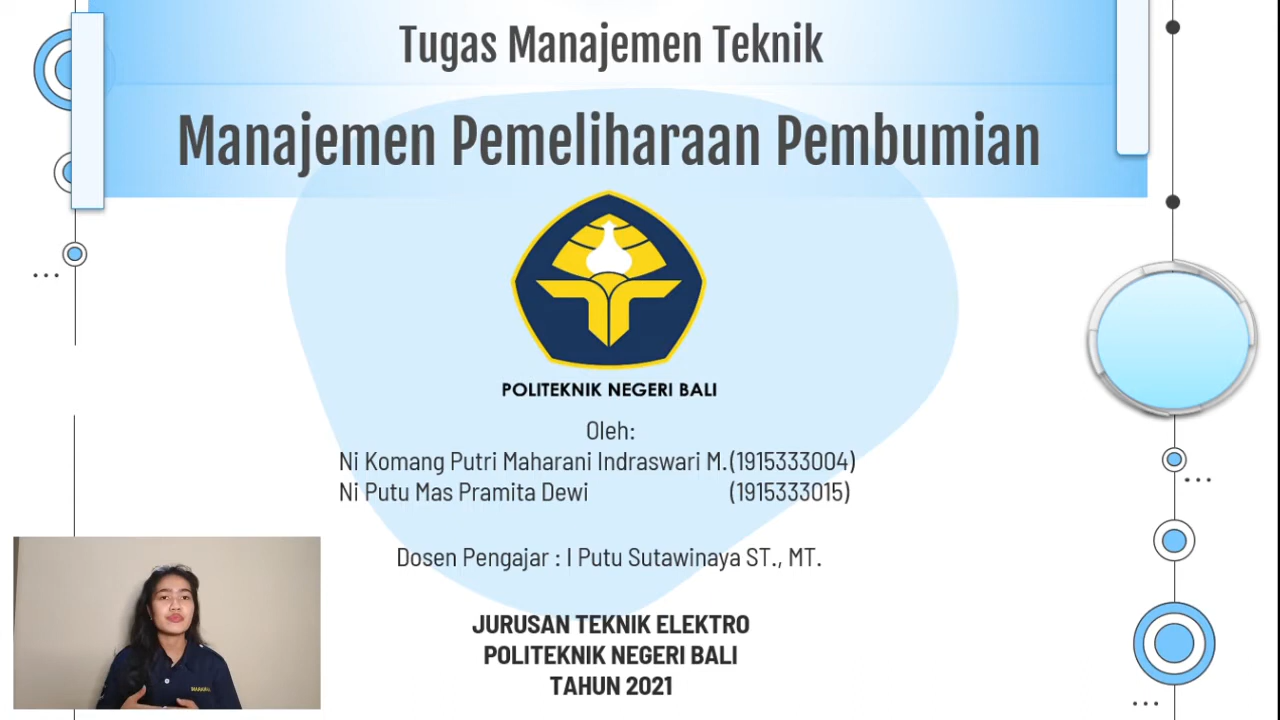 Tugas Manajemen Teknik
Manajemen Pemeliharaan Pembumian
POLITEKNIK NEGERI BALI
Oleh:
Ni Komang Putri Maharani Indraswari M.(1915333004)
Ni Putu Mas Pramita Dewi (1915333015)
Dosen Pengajar : I Putu Sutawinaya ST., MT.
JURUSAN TEKNIK ELEKTRO
POLITEKNIK NEGERI BALI
TAHUN 2021